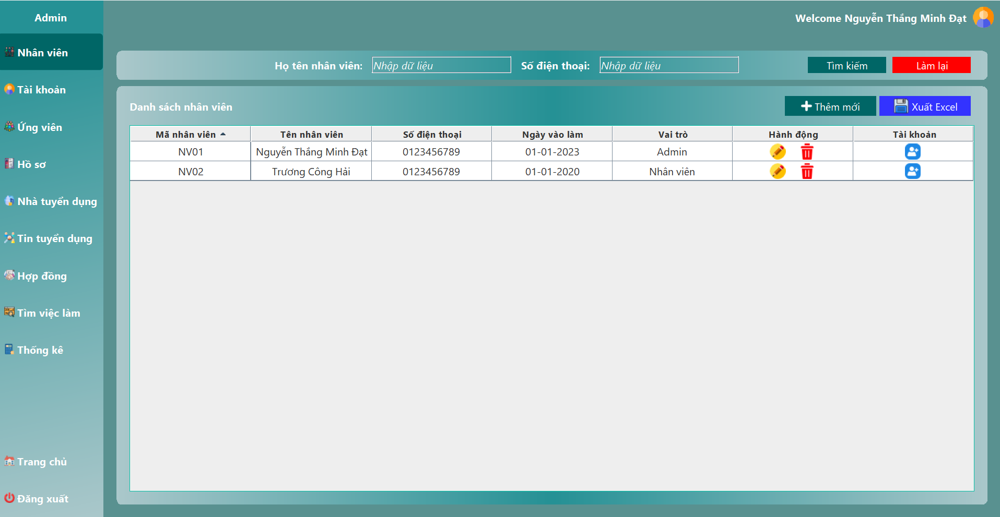 Admin
Welcome Nguyễn Thắng Minh Đạt
Nhân viên
Tài khoản
Ứng viên
Hồ sơ
Nhà tuyển dụng
Tin tuyển dụng
Hợp đồng
Tìm việc làm
Thống kê
Trang chủ
Đăng xuất
Họ tên nhân viên: Nhập dữ liệu Số điện thoại: Nhập dữ liệu Tìm kiếm Làm lại
Danh sách nhân viên Thêm mới Xuất Excel
Mã nhân viên Tên nhân viên Số điện thoại Ngày vào làm Vai trò Hành động Tài khoản
NV01 Nguyễn Thắng Minh Đạt 0123456789 01-01-2023 Admin
NV02 Trương Công Hải 0123456789 01-01-2020 Nhân viên